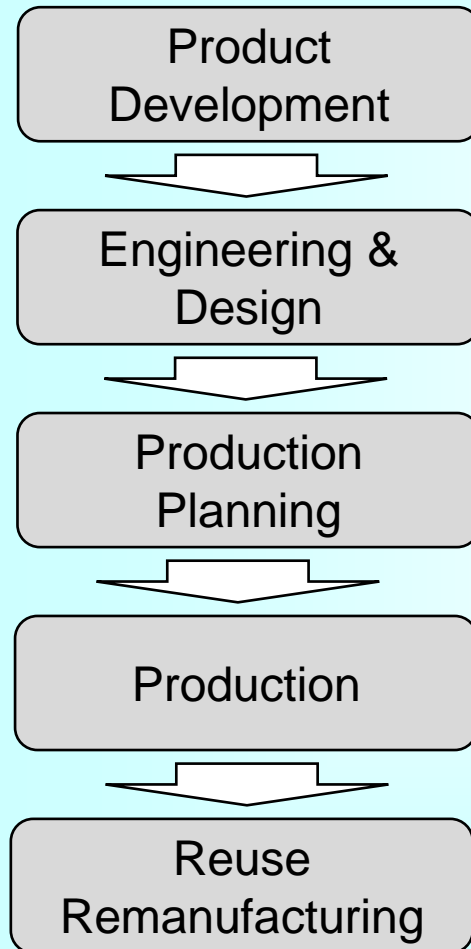 Product
Development
Engineering &
Design
Production
Planning
Production
Reuse
Remanufacturing